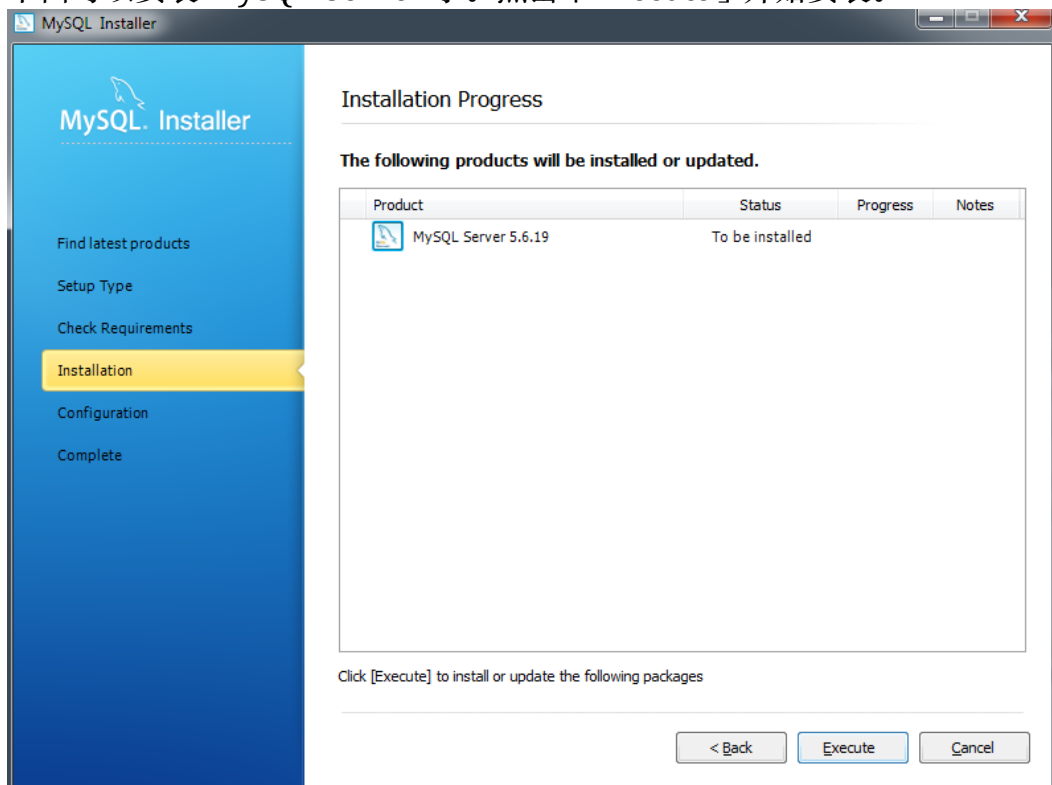 MySQL Installer
MySQL. Installer
Installation Progress
The following products will be installed or updated.
Product Status Progress Notes
MySQL Server 5.6.19 To be installed
Find latest products
Setup Type
Check Requirements
Installation
Configuration
Complete
Click [Execute] to install or update the following packages
< Back Execute Cancel